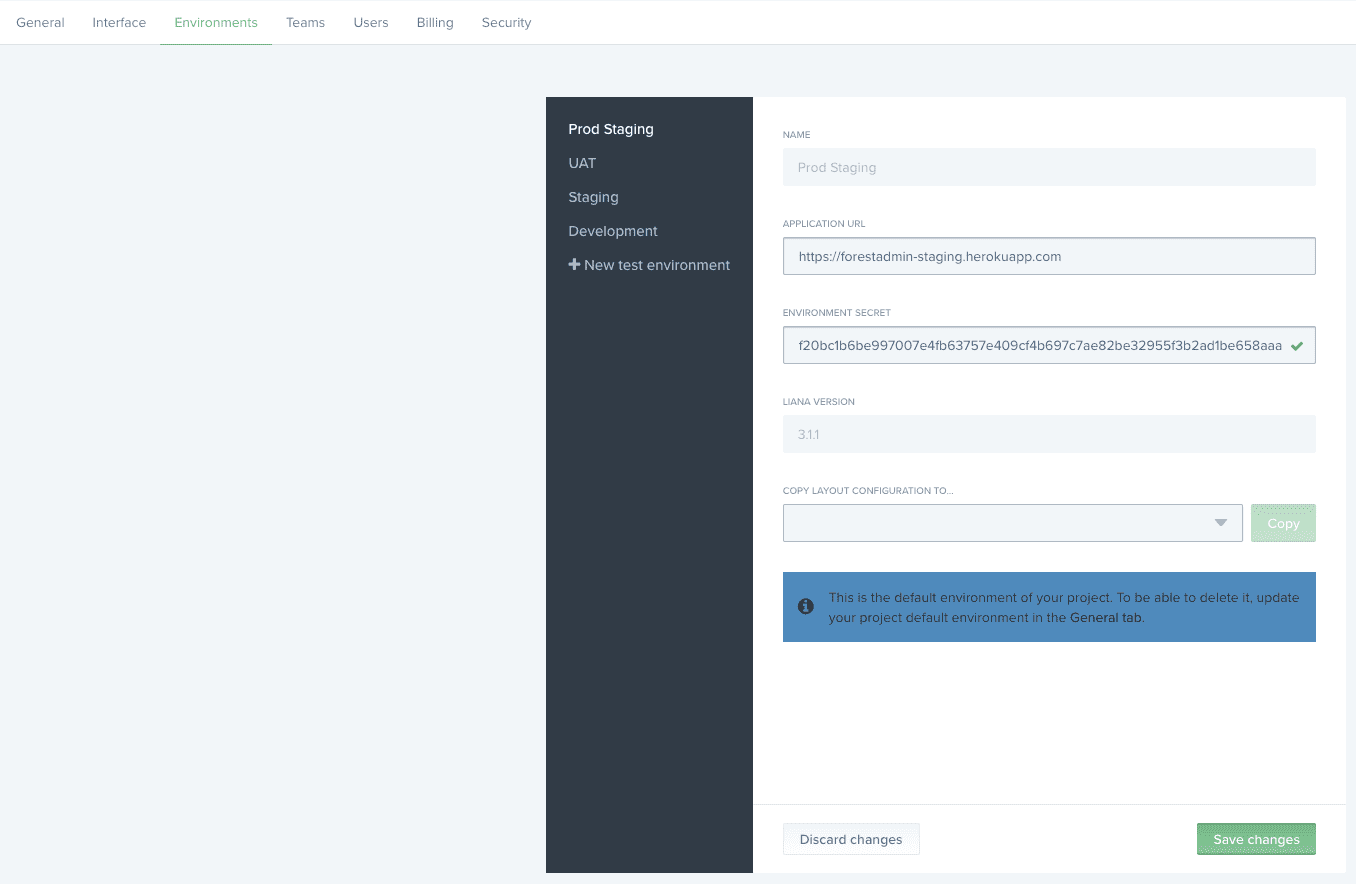 General Interface Environments Teams Users Billing Security
Prod Staging
UAT
Staging
Development
New test environment
NAME
Prod Staging
APPLICATION URL
https://forestadmin-staging.herokuapp.com
ENVIRONMENT SECRET
f20bc1b6be997007e4fb63757e409cf4b697c7ae82be32955f3b2ad1be658aaa
LIANA VERSION
3.1.1
COPY LAYOUT CONFIGURATION TO...
Copy
This is the default environment of your project. To be able to delete it, update
your project default environment in the General tab.
Discard changes
Save changes